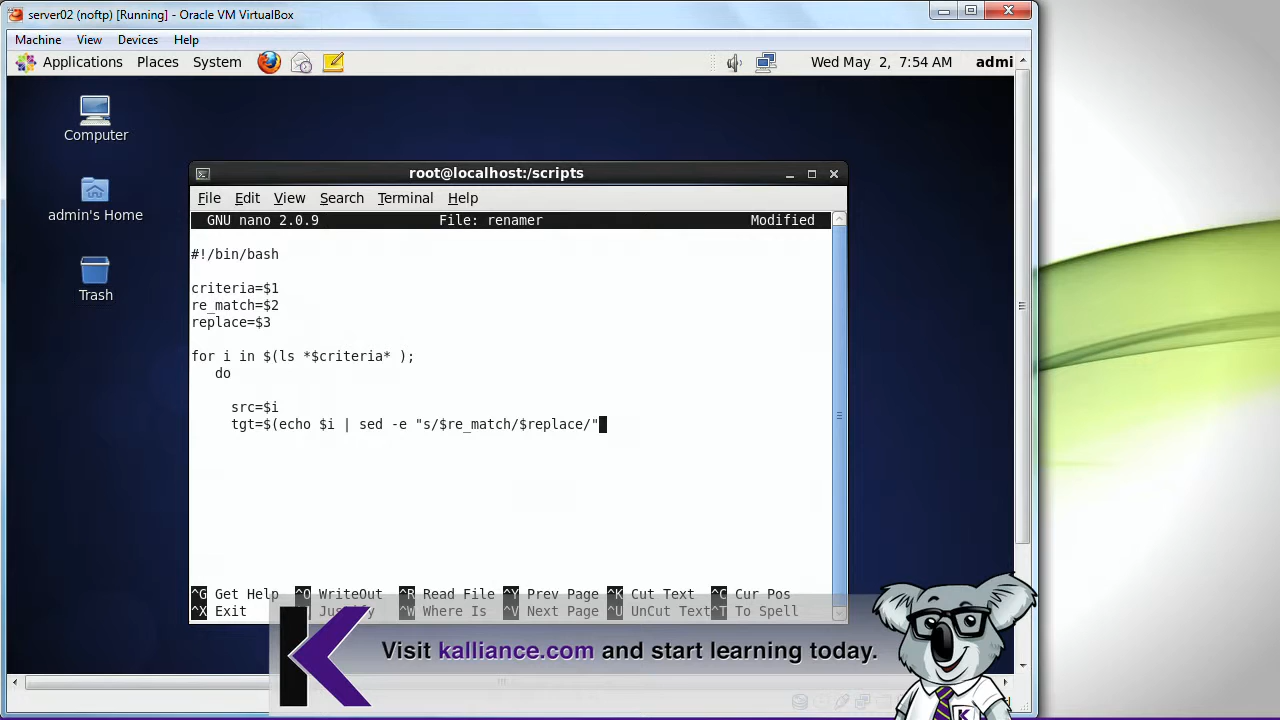 server02 (noftp) [Running] - Oracle VM VirtualBox
Machine View Devices Help
Applications Places System Wed May 2, 7:54 AM admi
Computer
admin's Home
Trash
root@localhost:/scripts
File Edit View Search Terminal Help
GNU nano 2.0.9 File: renamer Modified
#!/bin/bash
criteria=$1
re_match=$2
replace=$3
for i in $(ls *$criteria* );
do
src=$i
tgt=$(echo $i | sed -e "s/$re_match/$replace/"
^G Get Help ^O WriteOut ^R Read File ^Y Prev Page ^K Cut Text ^C Cur Pos
^X Exit Justify ^W Where Is ^V Next Page ^U UnCut Text ^T To Spell
Visit kalliance.com and start learning today.
K